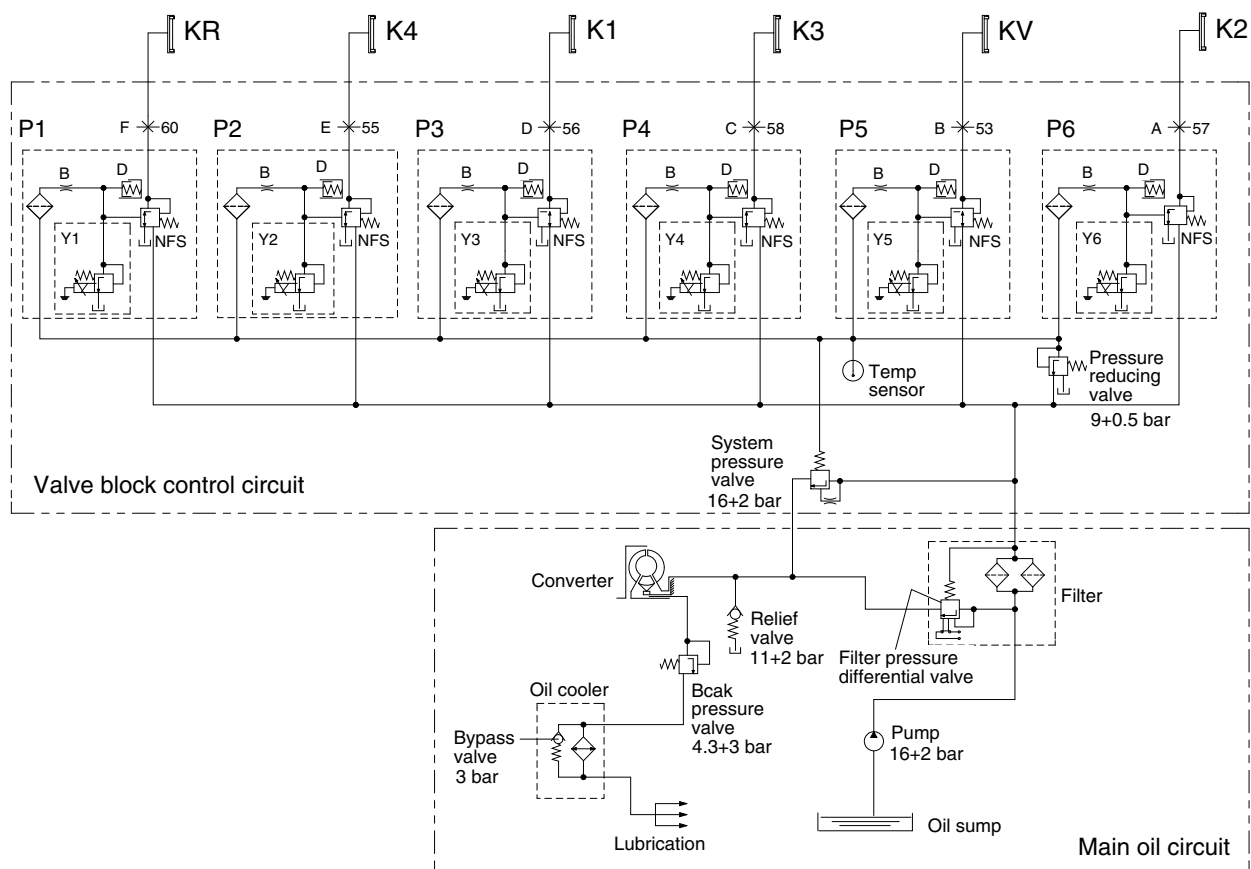 KR
K4
K1
K3
KV
K2
P1
F
60
P2
E
55
P3
D
56
P4
C
58
P5
B
53
P6
A
57
B
D
B
D
B
D
B
D
B
D
B
D
Y1
NFS
Y2
NFS
Y3
NFS
Y4
NFS
Y5
NFS
Y6
NFS
Temp
sensor
Pressure
reducing
valve
9+0.5 bar
System
pressure
valve
16+2 bar
Valve block control circuit
Converter
Relief
valve
11+2 bar
Filter
Filter pressure
differential valve
Oil cooler
Bcak
pressure
valve
4.3+3 bar
Bypass
valve
3 bar
Pump
16+2 bar
Lubrication
Oil sump
Main oil circuit